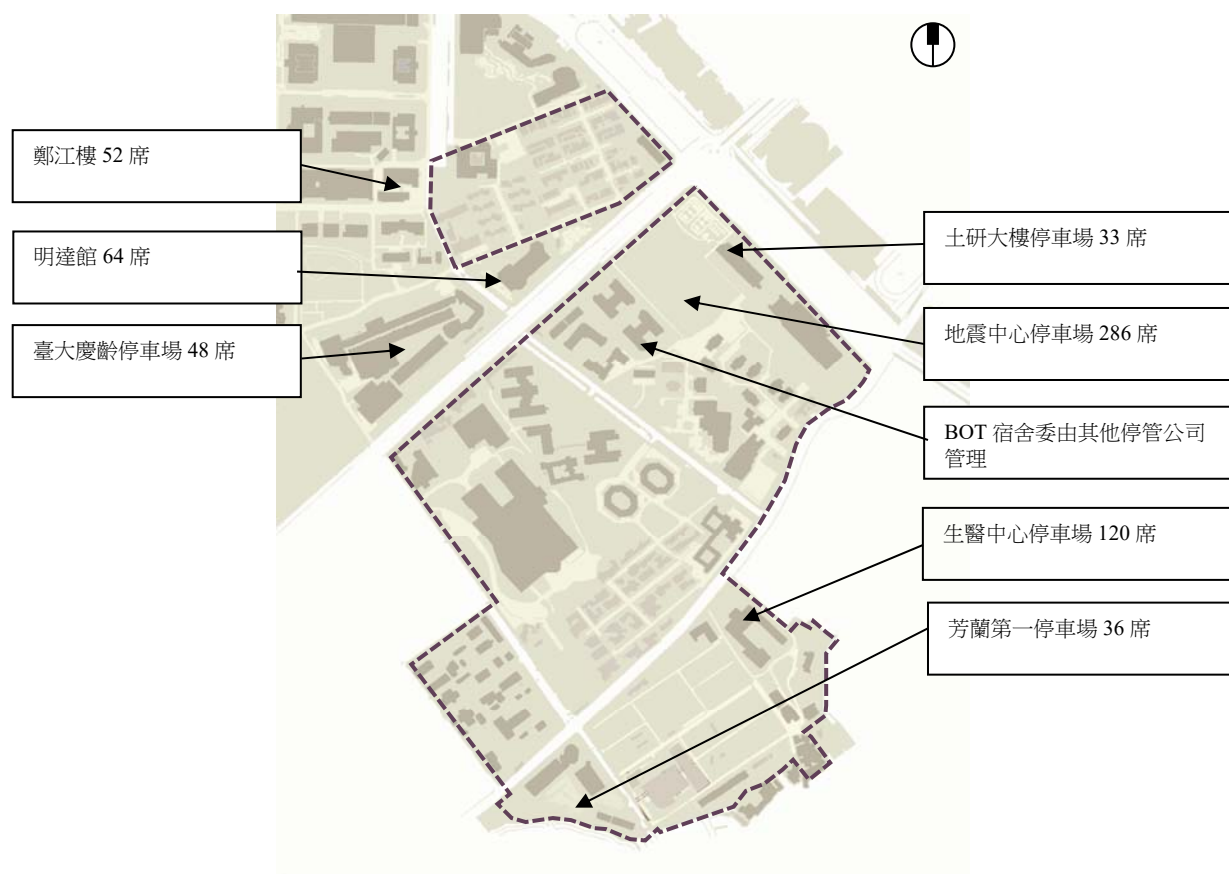 鄭江樓 52 席
明達館 64 席
臺大慶齡停車場 48 席
土研大樓停車場 33 席
地震中心停車場 286 席
BOT 宿舍委由其他停管公司
管理
生醫中心停車場 120 席
芳蘭第一停車場 36 席